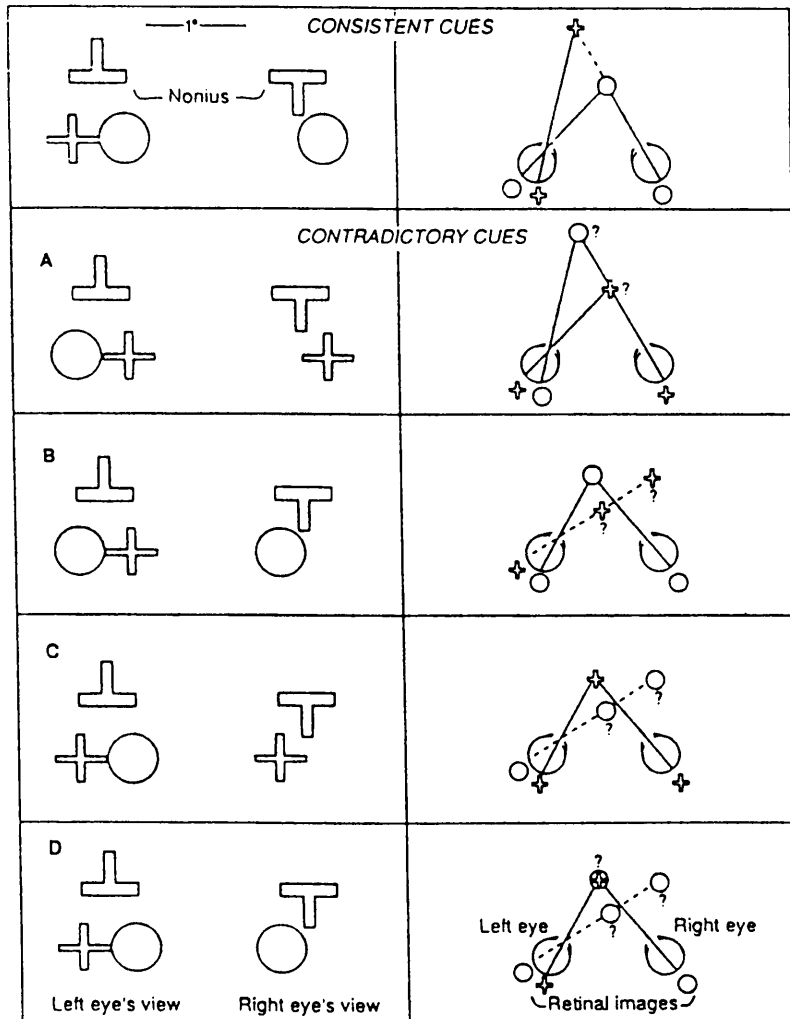 1° CONSISTENT CUES
Nonius
CONTRADICTORY CUES
A
?
?
B
?
?
C
?
?
D
?
?
?
Left eye
Right eye
Retinal images
Left eye's view
Right eye's view